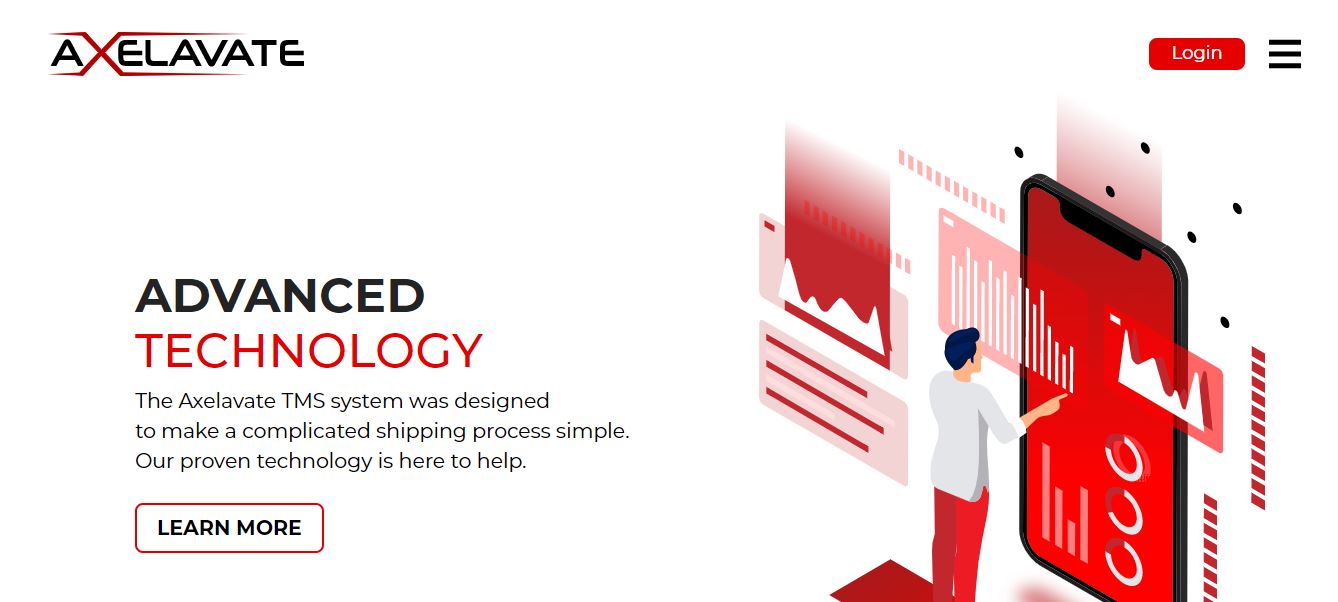 AXELAVATE
Login
ADVANCED
TECHNOLOGY
The Axelavate TMS system was designed
to make a complicated shipping process simple.
Our proven technology is here to help.
LEARN MORE